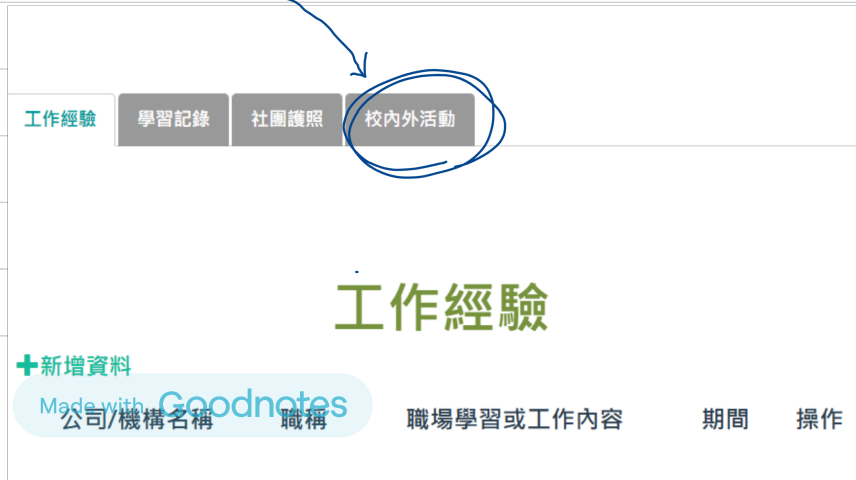 工作經驗 學習記錄 社團護照 校內外活動
工作經驗
新增資料
Made with Goodnotes
公司/機構名稱 職稱 職場學習或工作內容 期間 操作